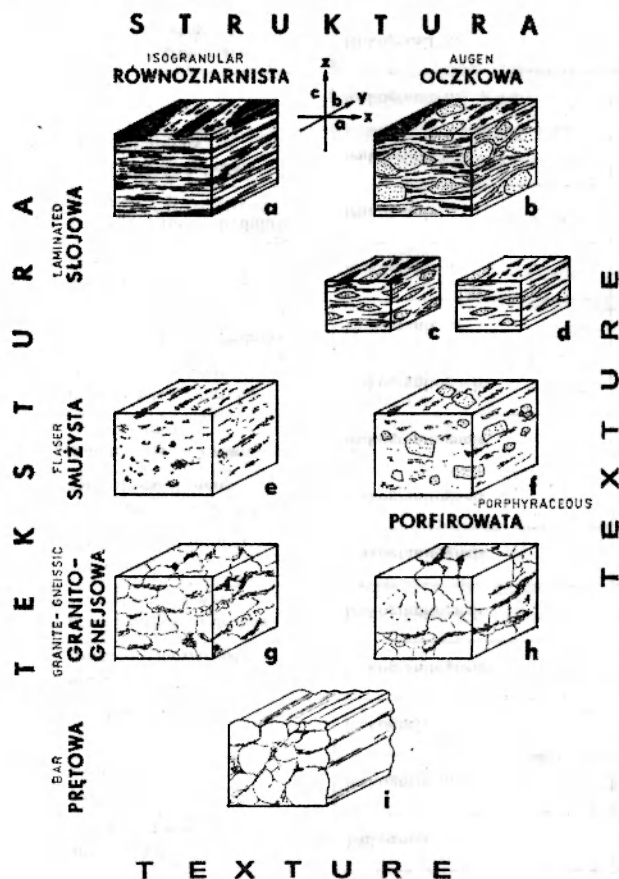 STRUKTURA
ISOGRANULAR
RÓWNOZIARNISTA
AUGEN
OCZKOWA
z
c
b
y
a
x
a
b
LAMINATED
SŁOJOWA
c
d
TEKSTURA
TEXTURE
FLASER
SMUŻYSTA
e
f
PORPHYRACEOUS
PORFIROWATA
GRANITE-GNEISSIC
GRANITO-
GNEJSOWA
g
h
BAR
PRĘTOWA
i
TEXTURE